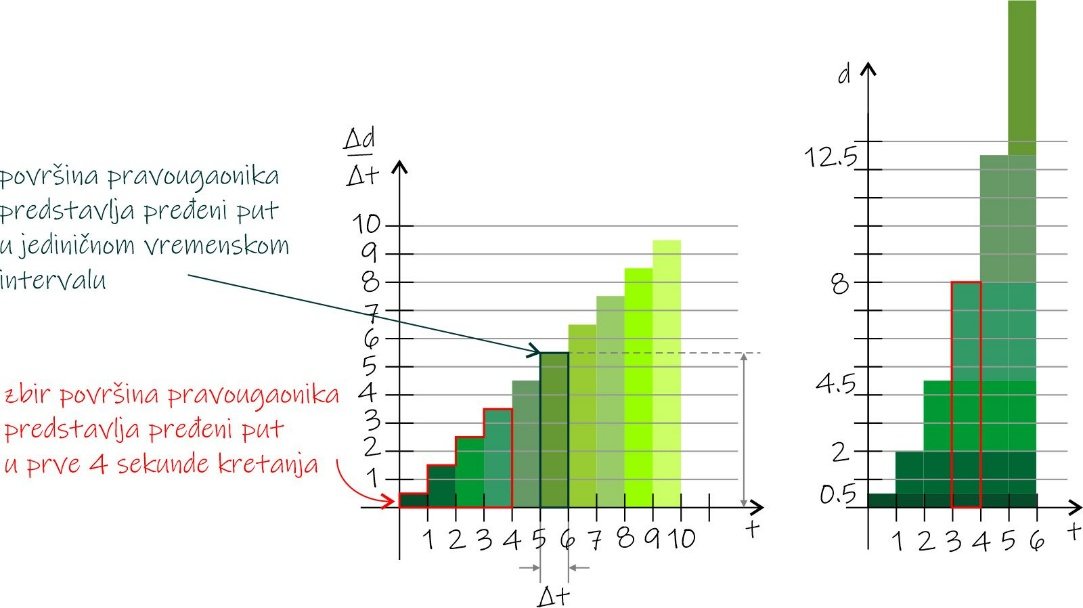 površina pravougaonika
predstavlja pređeni put
u jediničnom vremenskom
intervalu
zbir površina pravougaonika
predstavlja pređeni put
u prve 4 sekunde kretanja
Δd
Δt
10
9
8
7
6
5
4
3
2
1
1 2 3 4 5 6 7 8 9 10
t
Δt
d
12.5
8
4.5
2
0.5
1 2 3 4 5 6
t